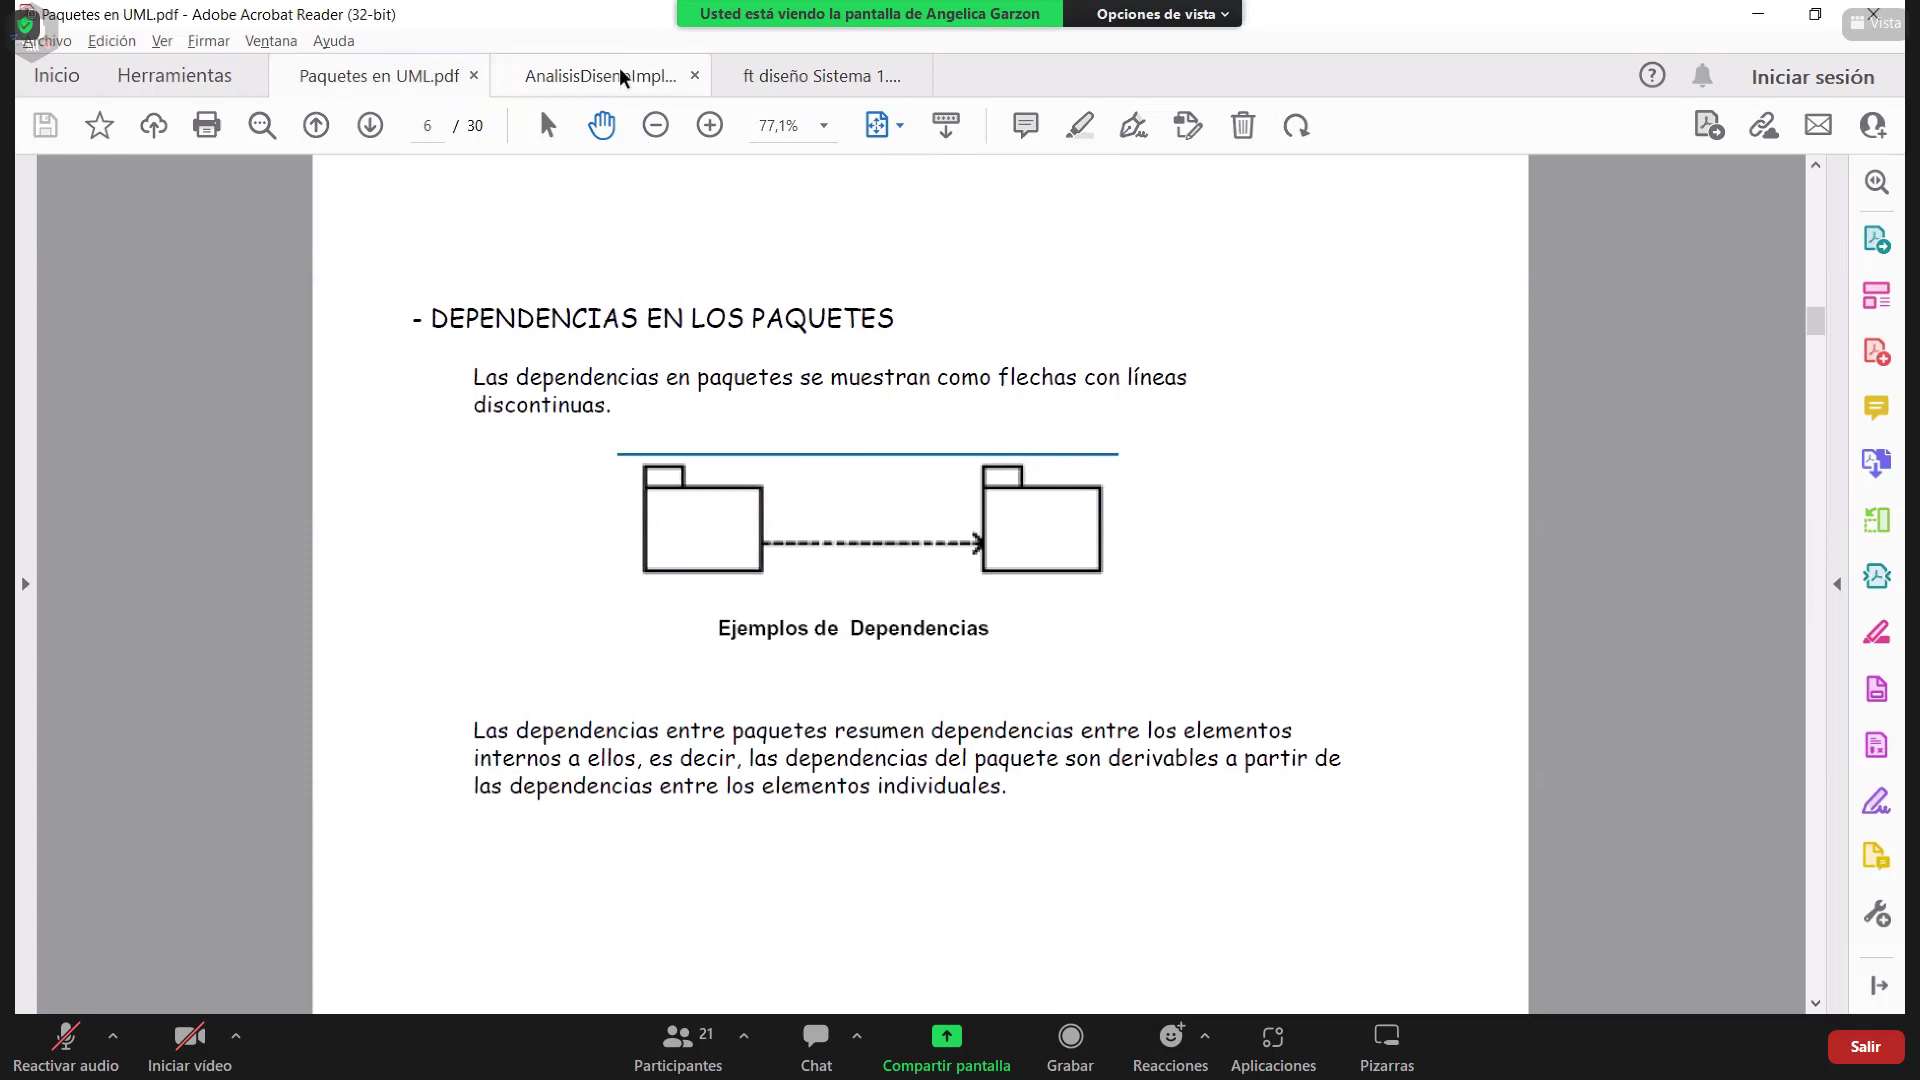 Paquetes en UML.pdf - Adobe Acrobat Reader (32-bit)
Usted está viendo la pantalla de Angelica Garzon
Opciones de vista
Vista
Archivo Edición Ver Firmar Ventana Ayuda
Inicio Herramientas Paquetes en UML.pdf × ×
ft diseño Sistema 1.... Iniciar sesión
6 / 30 77,1%
- DEPENDENCIAS EN LOS PAQUETES
Las dependencias en paquetes se muestran como flechas con líneas
discontinuas.
Ejemplos de Dependencias
Las dependencias entre paquetes resumen dependencias entre los elementos
internos a ellos, es decir, las dependencias del paquete son derivables a partir de
las dependencias entre los elementos individuales.
21
Reactivar audio Iniciar vídeo Participantes Chat Compartir pantalla Grabar Reacciones Aplicaciones Pizarras Salir